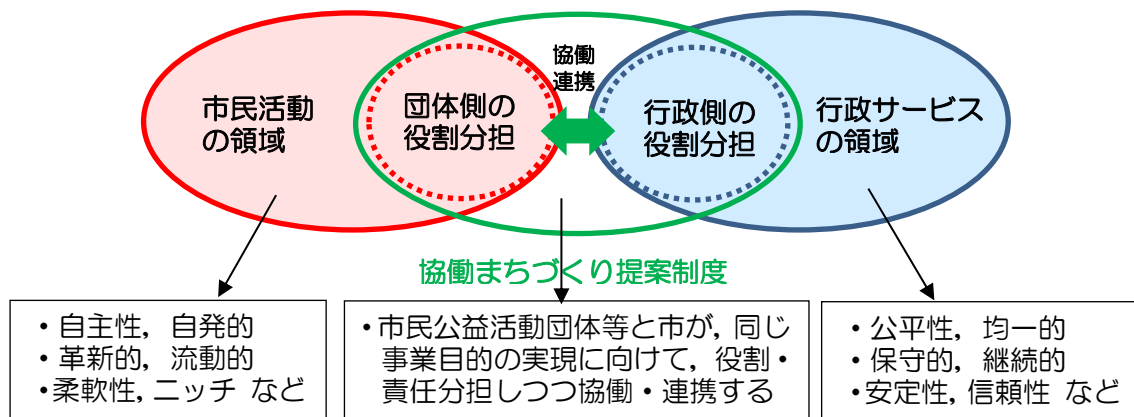 協働
連携
市民活動
の領域
団体側の
役割分担
行政側の
役割分担
行政サービス
の領域
協働まちづくり提案制度
・自主性，自発的
・革新的，流動的
・柔軟性，ニッチ など
・市民公益活動団体等と市が，同じ
事業目的の実現に向けて，役割・
責任分担しつつ協働・連携する
・公平性，均一的
・保守的，継続的
・安定性，信頼性 など